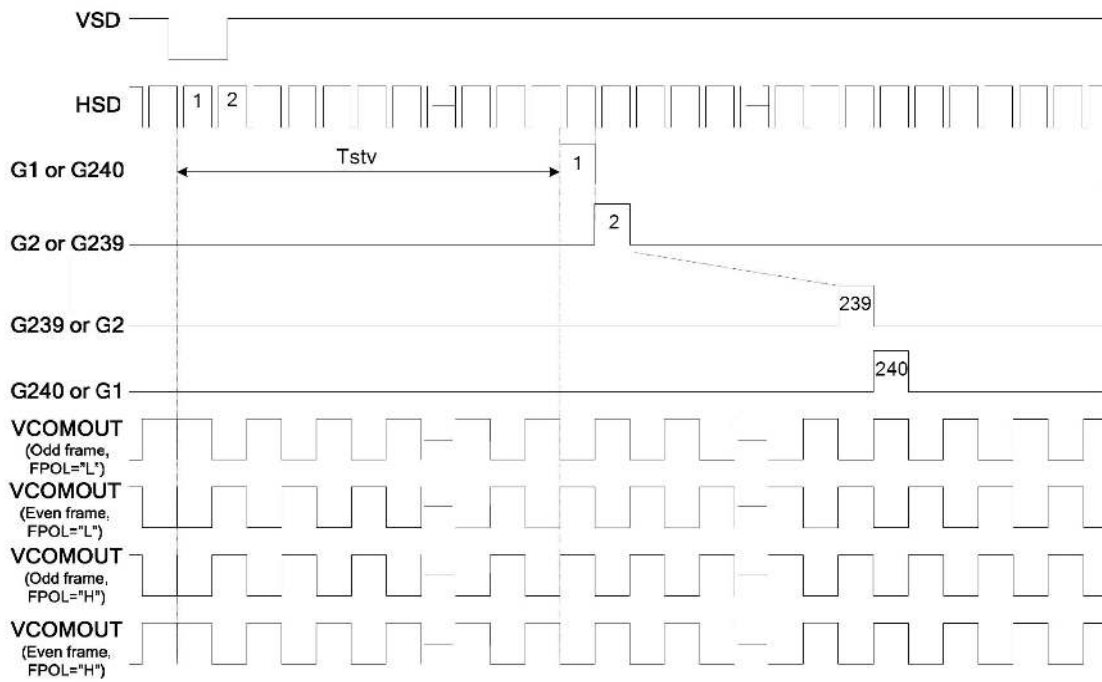 VSD
HSD
1
2
Tstv
G1 or G240
1
G2 or G239
2
G239 or G2
239
G240 or G1
240
VCOMOUT
(Odd frame,
FPOL="L")
VCOMOUT
(Even frame,
FPOL="L")
VCOMOUT
(Odd frame,
FPOL="H")
VCOMOUT
(Even frame,
FPOL="H")